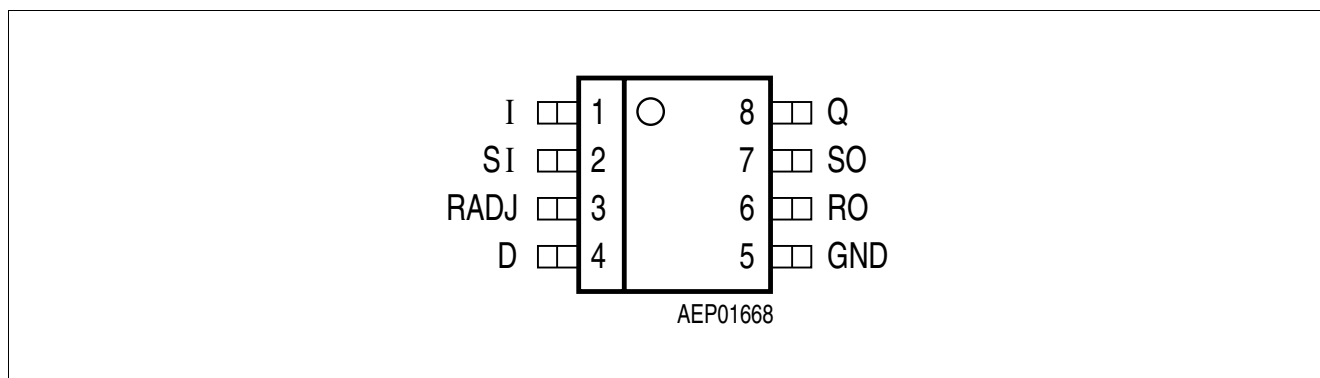 I 1 8 Q
SI 2 7 SO
RADJ 3 6 RO
D 4 5 GND
AEP01668